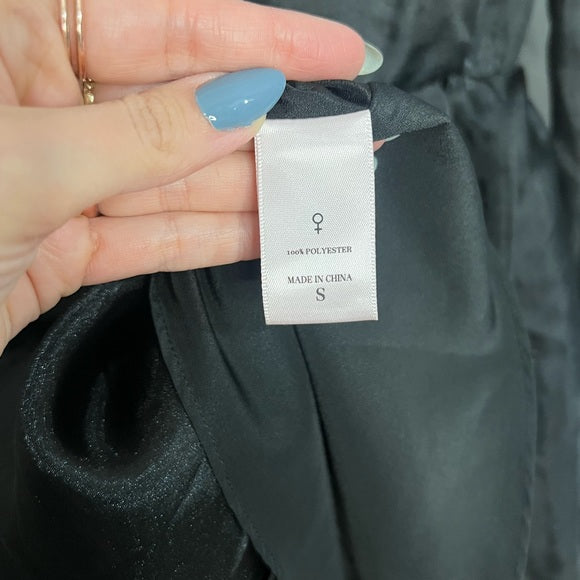 ♀
100% POLYESTER
MADE IN CHINA
S